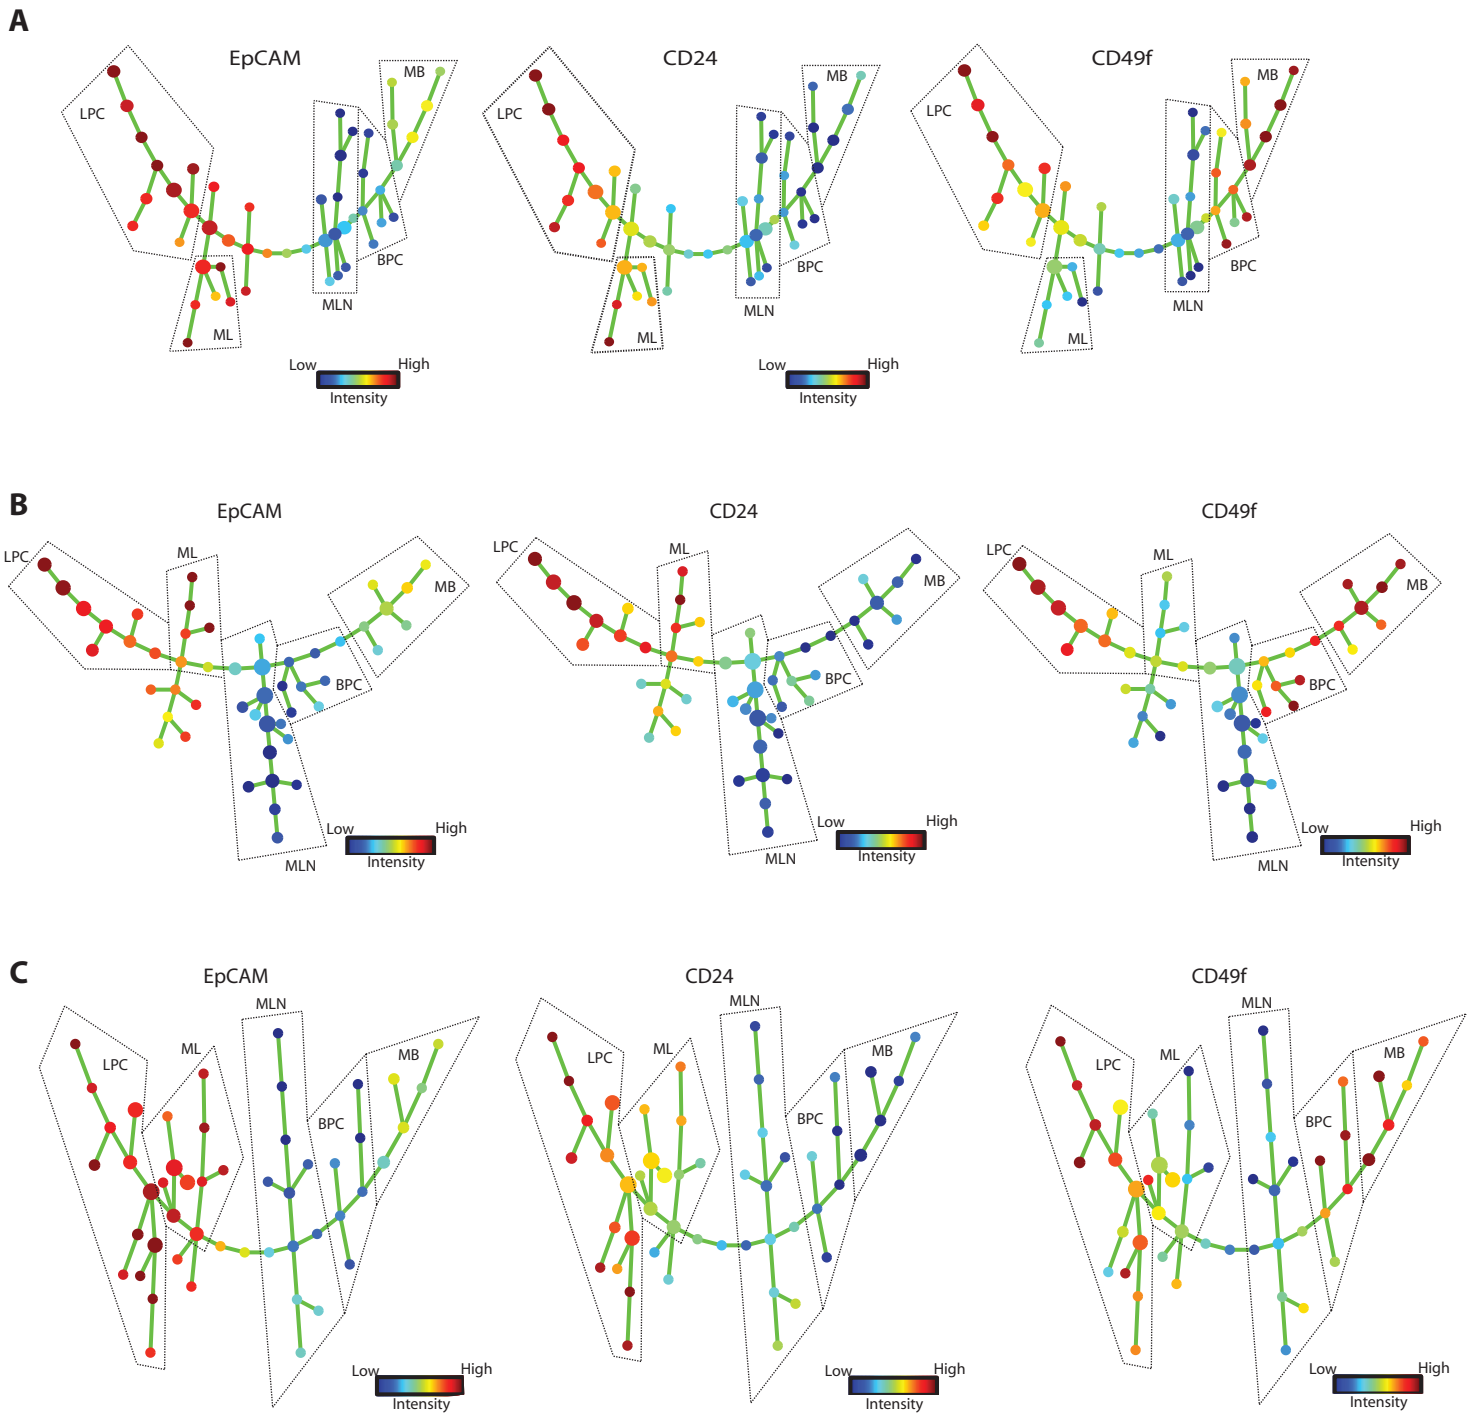 A
EpCAM
CD24
CD49f
LPC
MB
LPC
MB
LPC
MB
BPC
MLN
ML
BPC
MLN
ML
BPC
MLN
ML
Low
High
Intensity
Low
High
Intensity
B
EpCAM
CD24
CD49f
LPC
ML
MB
BPC
MLN
LPC
ML
MB
BPC
MLN
LPC
ML
MB
BPC
MLN
Low
High
Intensity
Low
High
Intensity
Low
High
Intensity
C
EpCAM
CD24
CD49f
LPC
ML
MLN
BPC
MB
LPC
ML
MLN
BPC
MB
LPC
ML
MLN
BPC
MB
Low
High
Intensity
Low
High
Intensity
Low
High
Intensity